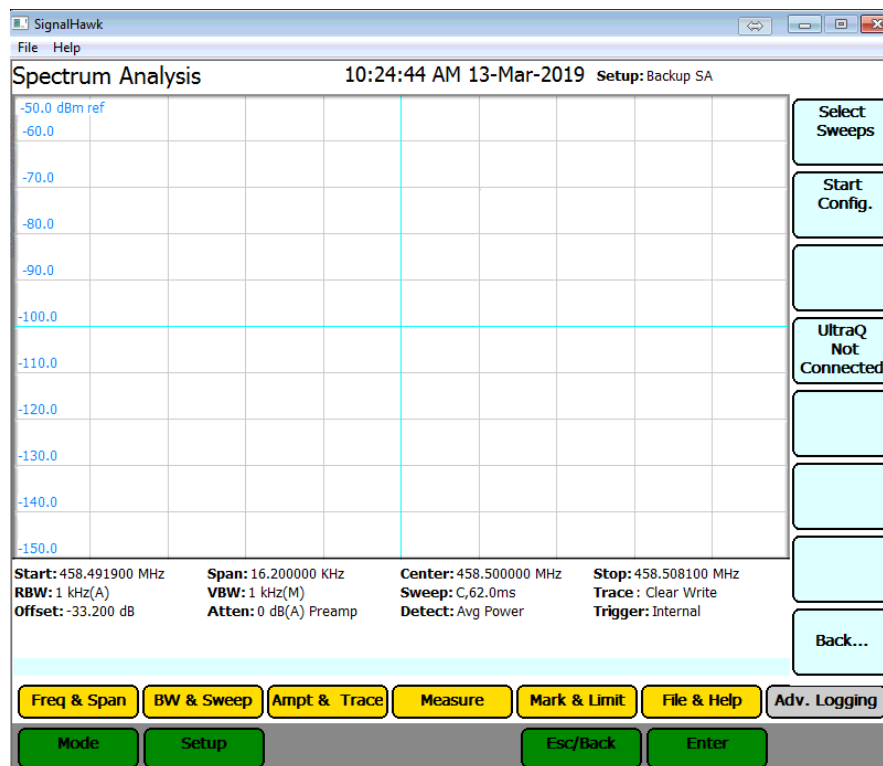 SignalHawk
File Help
Spectrum Analysis 10:24:44 AM 13-Mar-2019 Setup: Backup SA
-50.0 dBm ref
-60.0
-70.0
-80.0
-90.0
-100.0
-110.0
-120.0
-130.0
-140.0
-150.0
Select
Sweeps
Start
Config.
UltraQ
Not
Connected
Back...
Start: 458.491900 MHz Span: 16.200000 KHz Center: 458.500000 MHz Stop: 458.508100 MHz
RBW: 1 kHz(A) VBW: 1 kHz(M) Sweep: C,62.0ms Trace : Clear Write
Offset: -33.200 dB Atten: 0 dB(A) Preamp Detect: Avg Power Trigger: Internal
Freq & Span BW & Sweep Ampt & Trace Measure Mark & Limit File & Help Adv. Logging
Mode Setup Esc/Back Enter